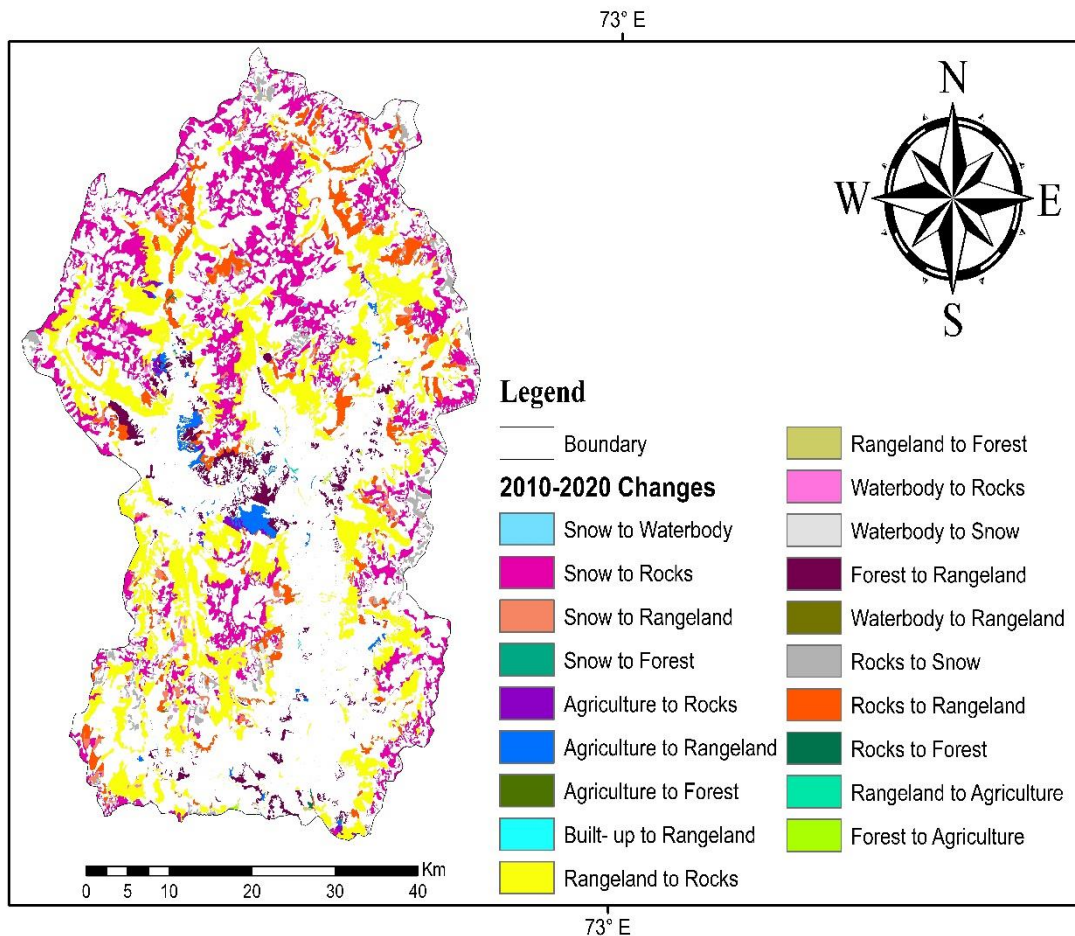 73° E
N
W
E
S
Legend
Boundary
2010-2020 Changes
Snow to Waterbody
Snow to Rocks
Snow to Rangeland
Snow to Forest
Agriculture to Rocks
Agriculture to Rangeland
Agriculture to Forest
Built- up to Rangeland
Rangeland to Rocks
Rangeland to Forest
Waterbody to Rocks
Waterbody to Snow
Forest to Rangeland
Waterbody to Rangeland
Rocks to Snow
Rocks to Rangeland
Rocks to Forest
Rangeland to Agriculture
Forest to Agriculture
Km
0 5 10 20 30 40
73° E